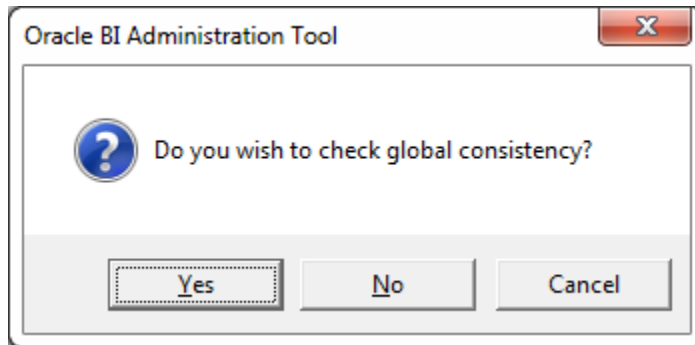 Oracle BI Administration Tool
Do you wish to check global consistency?
Yes No Cancel